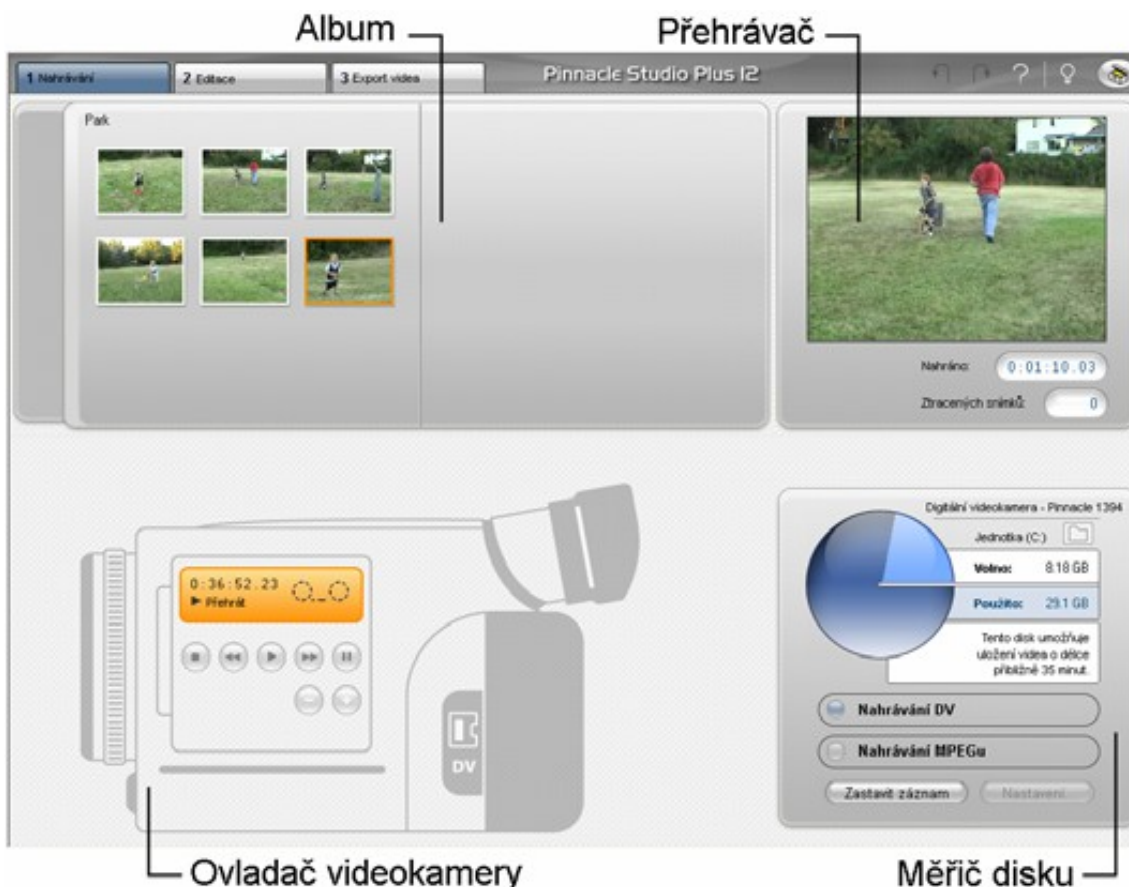 Album
Přehrávač
1 Nahrávání
2 Editace
3 Export videa
Pinnacle Studio Plus 12
Park
Nahráno:
0:01:10.03
Ztracených snímků:
0
Digitální videokamera - Pinnacle 1394
Jednotka (C:)
Volno: 8.18 GB
Použito: 29.1 GB
Tento disk umožňuje
uložení videa o délce
přibližně 35 minut.
0:36:52.23
Přehrát
DV
Nahrávání DV
Nahrávání MPEGu
Zastavit záznam
Nastavení...
Ovladač videokamery
Měřič disku